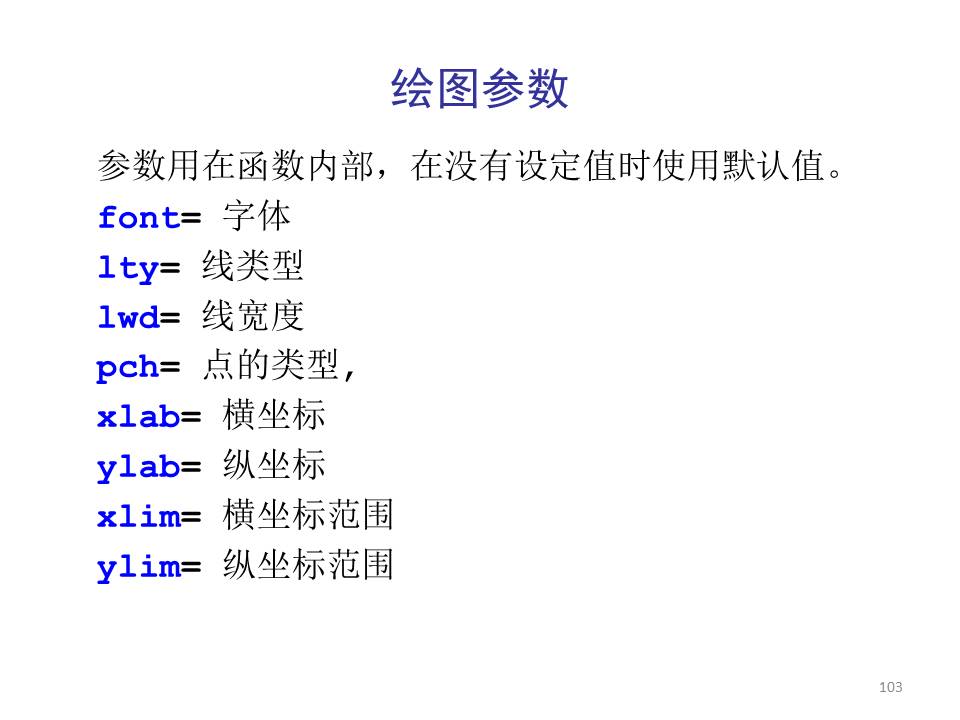 绘图参数
参数用在函数内部，在没有设定值时使用默认值。
font= 字体
lty= 线类型
lwd= 线宽度
pch= 点的类型,
xlab= 横坐标
ylab= 纵坐标
xlim= 横坐标范围
ylim= 纵坐标范围
103